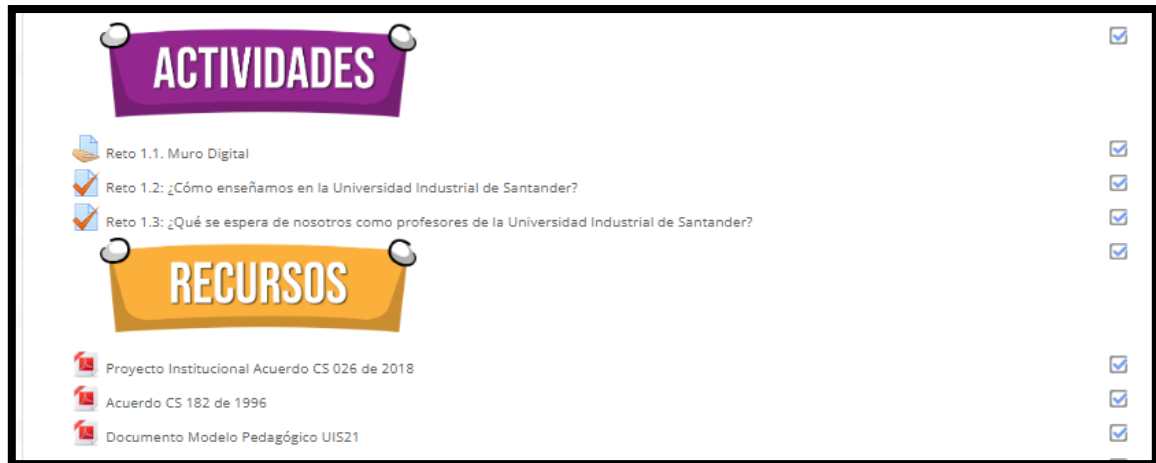 ACTIVIDADES
Reto 1.1. Muro Digital
Reto 1.2: ¿Cómo enseñamos en la Universidad Industrial de Santander?
Reto 1.3: ¿Qué se espera de nosotros como profesores de la Universidad Industrial de Santander?
RECURSOS
Proyecto Institucional Acuerdo CS 026 de 2018
Acuerdo CS 182 de 1996
Documento Modelo Pedagógico UIS21